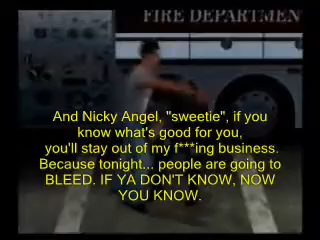 FIRE DEPARTMEN
And Nicky Angel, "sweetie", if you
know what's good for you,
you'll stay out of my f***ing business.
Because tonight... people are going to
BLEED. IF YA DON'T KNOW, NOW
YOU KNOW.